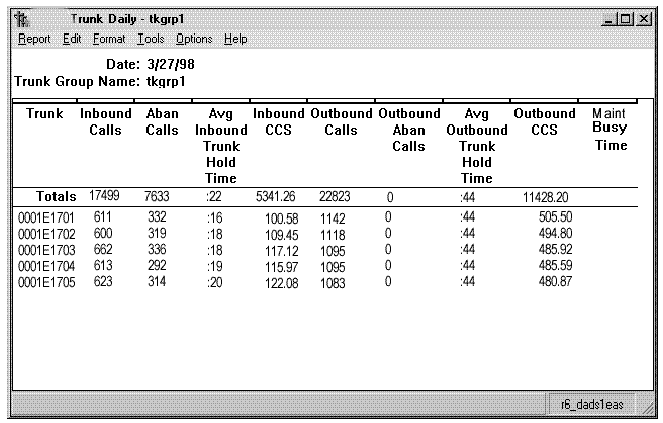 Trunk Daily - tkgrp1
Report Edit Format Tools Options Help
Date: 3/27/98
Trunk Group Name: tkgrp1
Trunk Inbound Calls Aban Calls Avg Inbound Trunk Hold Time Inbound CCS Outbound Calls Outbound Aban Calls Avg Outbound Trunk Hold Time Outbound CCS Maint Busy Time
Totals 17499 7633 :22 5341.26 22823 0 :44 11428.20
0001E1701 611 332 :16 100.58 1142 0 :44 505.50
0001E1702 600 319 :18 109.45 1118 0 :44 494.80
0001E1703 662 336 :18 117.12 1095 0 :44 485.92
0001E1704 613 292 :19 115.97 1095 0 :44 485.59
0001E1705 623 314 :20 122.08 1083 0 :44 480.87
r6_dads1eas